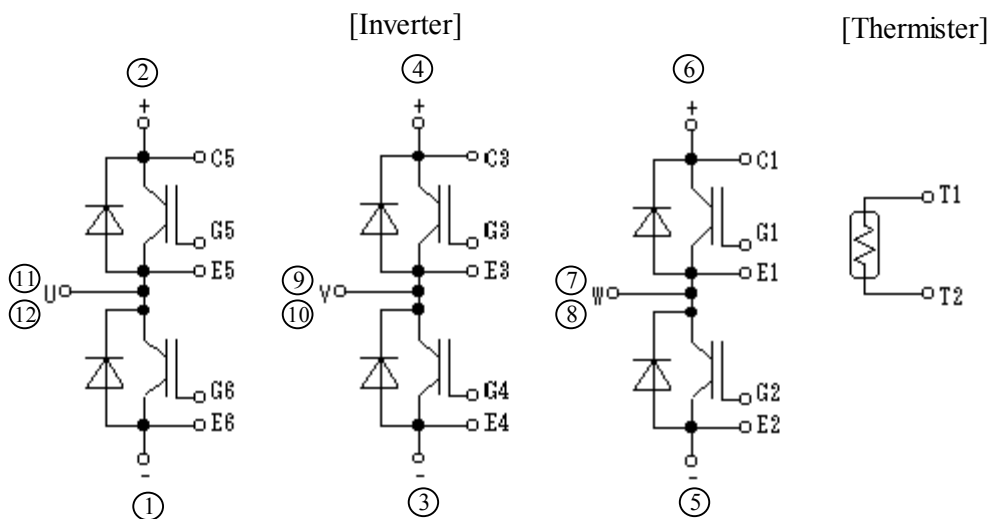 [Inverter] [Thermister]
② ④ ⑥
+ + +
C5 C3 C1
T1
G5 G3 G1
E5 E3 E1
⑪ ⑨ ⑦
U V W
⑫ ⑩ ⑧
T2
G6 G4 G2
E6 E4 E2
- - -
① ③ ⑤